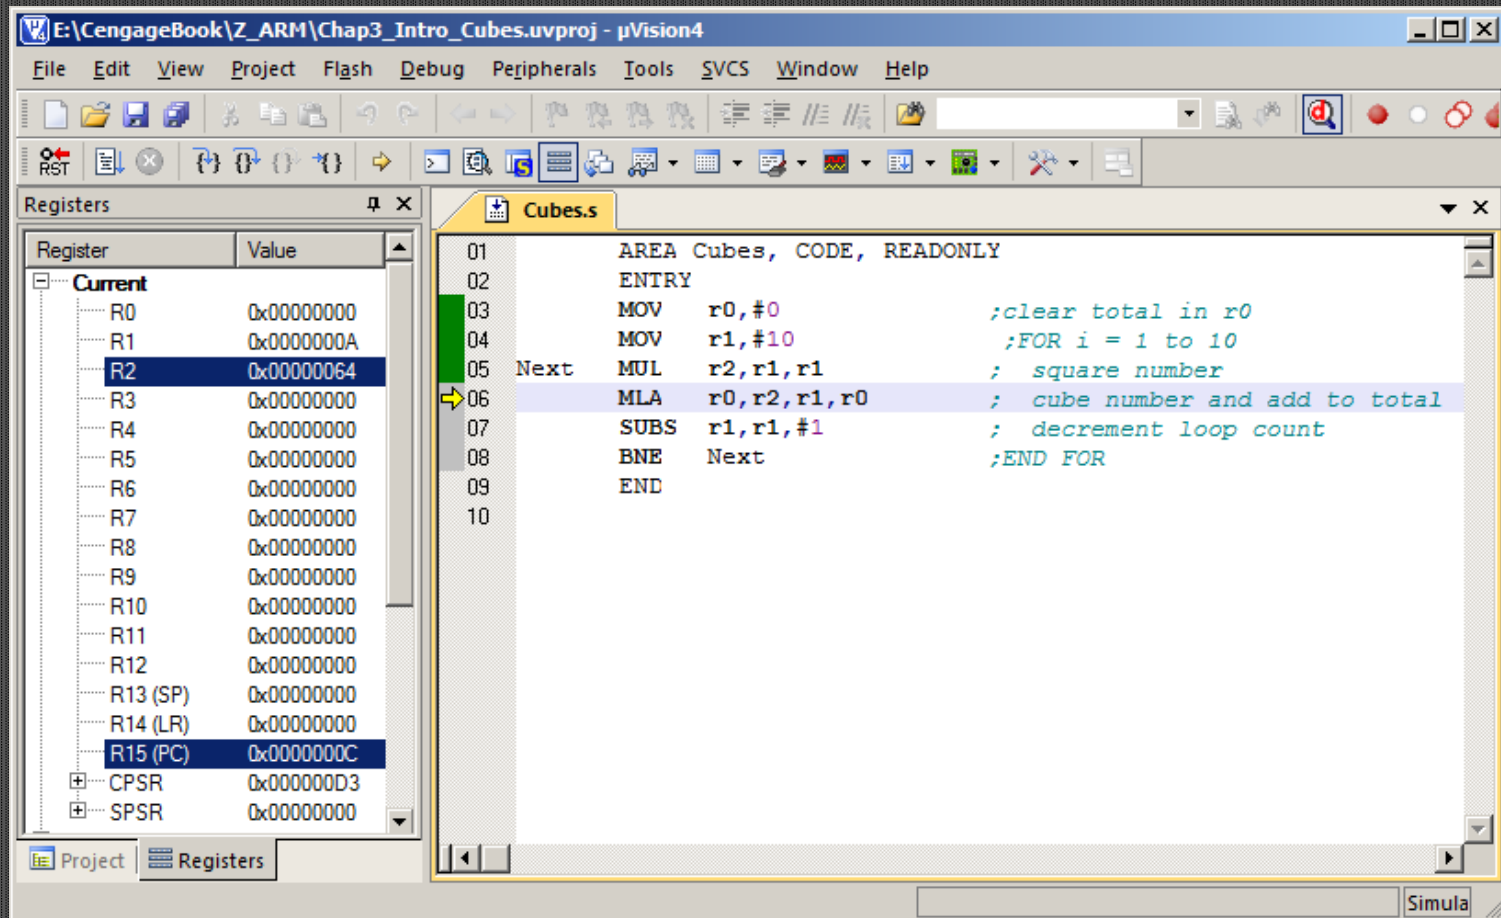 E:\CengageBook\Z_ARM\Chap3_Intro_Cubes.uvproj - µVision4
File Edit View Project Flash Debug Peripherals Tools SVCS Window Help
RST
Registers
Register Value
Current
R0 0x00000000
R1 0x0000000A
R2 0x00000064
R3 0x00000000
R4 0x00000000
R5 0x00000000
R6 0x00000000
R7 0x00000000
R8 0x00000000
R9 0x00000000
R10 0x00000000
R11 0x00000000
R12 0x00000000
R13 (SP) 0x00000000
R14 (LR) 0x00000000
R15 (PC) 0x0000000C
CPSR 0x000000D3
SPSR 0x00000000
Project Registers
Cubes.s
01 AREA Cubes, CODE, READONLY
02 ENTRY
03 MOV r0,#0 ;clear total in r0
04 MOV r1,#10 ;FOR i = 1 to 10
05 Next MUL r2,r1,r1 ; square number
06 MLA r0,r2,r1,r0 ; cube number and add to total
07 SUBS r1,r1,#1 ; decrement loop count
08 BNE Next ;END FOR
09 END
10
Simula